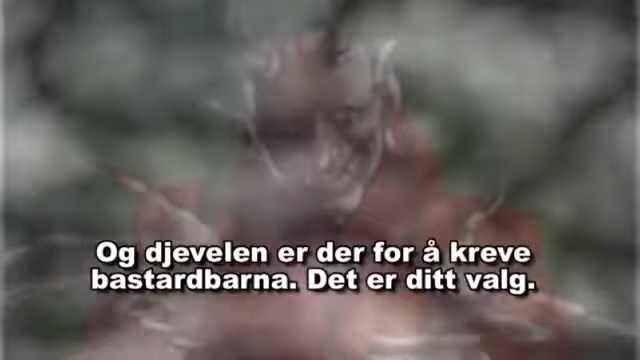 Og djevelen er der for å kreve
bastardbarna. Det er ditt valg.